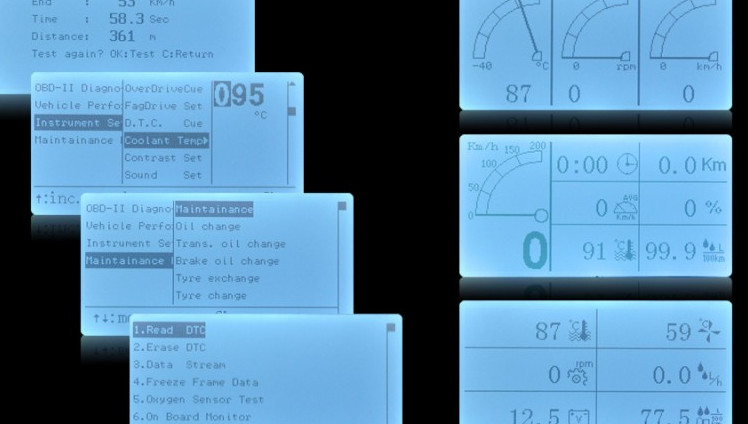 End : 53 KM/H
Time : 58.3 Sec
Distance: 361 m
Test again? OK:Test C:Return
OBD-II Diagno OverDriveCue 095
Vehicle Perfo FagDrive Set °C
Instrument Se D.T.C. Cue
Maintainance Coolant Temp
Contrast Set
Sound Set
↑:inc.
OBD-II Diagno Maintainance
Vehicle Perfo Oil change
Instrument Se Trans. oil change
Maintainance Brake oil change
Tyre exchange
Tyre change
↑↓:m
1.Read DTC
2.Erase DTC
3.Data Stream
4.Freeze Frame Data
5.Oxygen Sensor Test
6.On Board Monitor
-40 °C 0 rpm 0 km/h
87 0 0
Km/h 50 100 150 200
0
0
0:00 0.0 Km
0 AVG Km/h 0 %
91 °C 99.9 L 100km
87 °C 59 °C
0 rpm 0.0 L/h
12.5 V 77.5